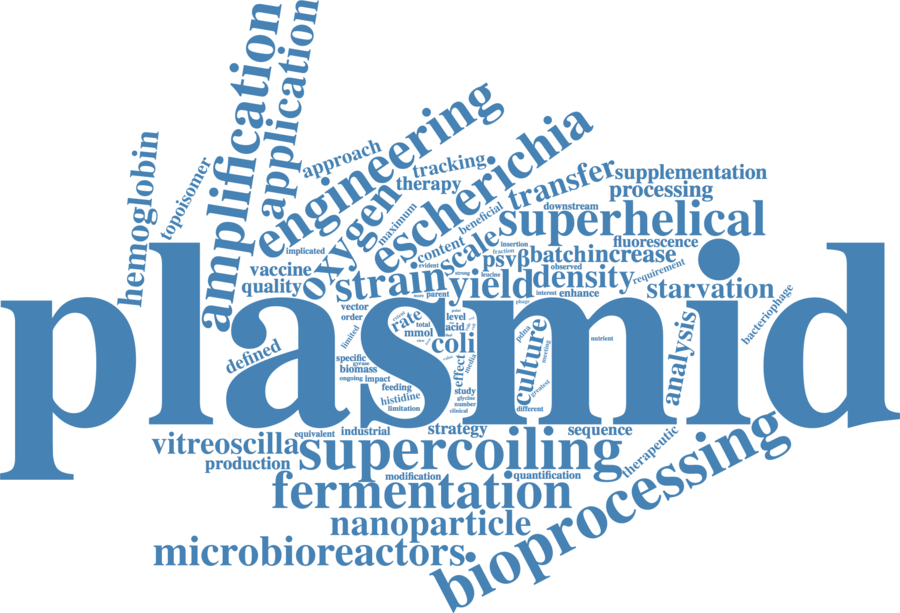 amplification
application
hemoglobin
topoisomer
approach
engineering
tracking
therapy
escherichia
oxygen
maximum
beneficial
transfer
supplementation
processing
downstream
superhelical
implicated
content
scale
insertion
fraction
fluorescence
vaccine
quality
evident
strain
strong
leucine
psvβ
batch
increase
observed
yield
density
requirement
starvation
parent
phage
interest
enhance
vector
order
limited
rate
total
mmol
level
acid
coli
pdna
culture
nutrient
analysis
bacteriophage
plasmid
defined
specific
gyrase
biomass
ongoing
impact
feeding
histidine
limitation
effect
media
study
glycine
number
clinical
greatest
different
vitreoscilla
equivalent
industrial
strategy
sequence
production
supercoiling
therapeutic
modification
quantification
fermentation
bioprocessing
nanoparticle
microbioreactors